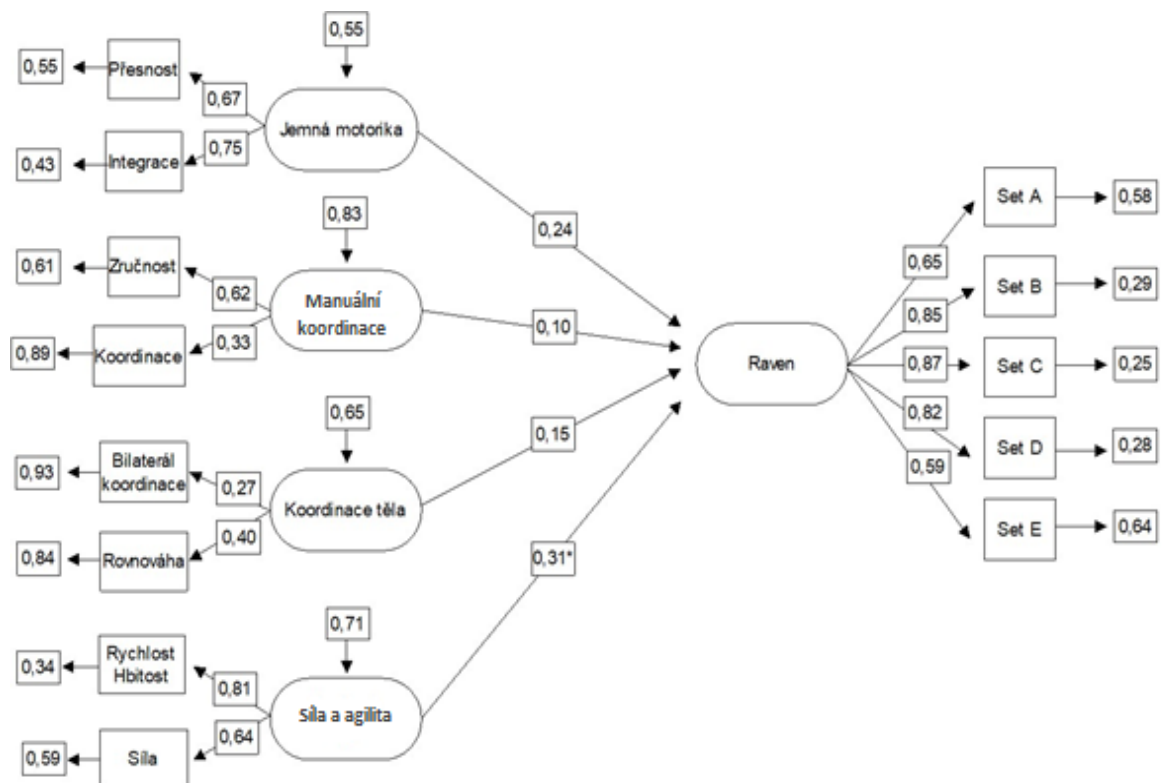 0,55
0,55
Přesnost
0,67
Jemná motorika
0,75
0,43
Integrace
0,24
0,83
0,61
Zručnost
0,62
Manuální
koordinace
0,33
0,89
Koordinace
0,10
0,65
0,93
Bilaterál
koordinace
0,27
Koordinace těla
0,40
0,84
Rovnováha
0,15
0,71
0,34
Rychlost
Hbitost
0,81
Síla a agilita
0,64
0,59
Síla
0,31*
Raven
0,65
Set A
0,58
0,85
Set B
0,29
0,87
Set C
0,25
0,82
Set D
0,28
0,59
Set E
0,64